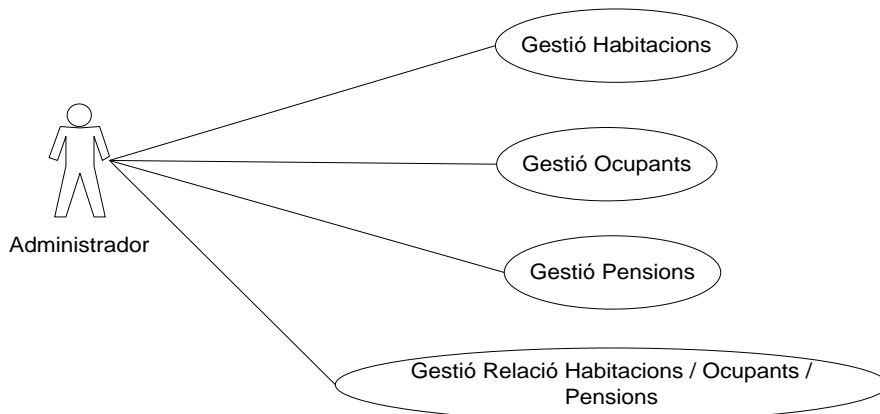 Gestió Habitacions
Gestió Ocupants
Administrador
Gestió Pensions
Gestió Relació Habitacions / Ocupants /
Pensions